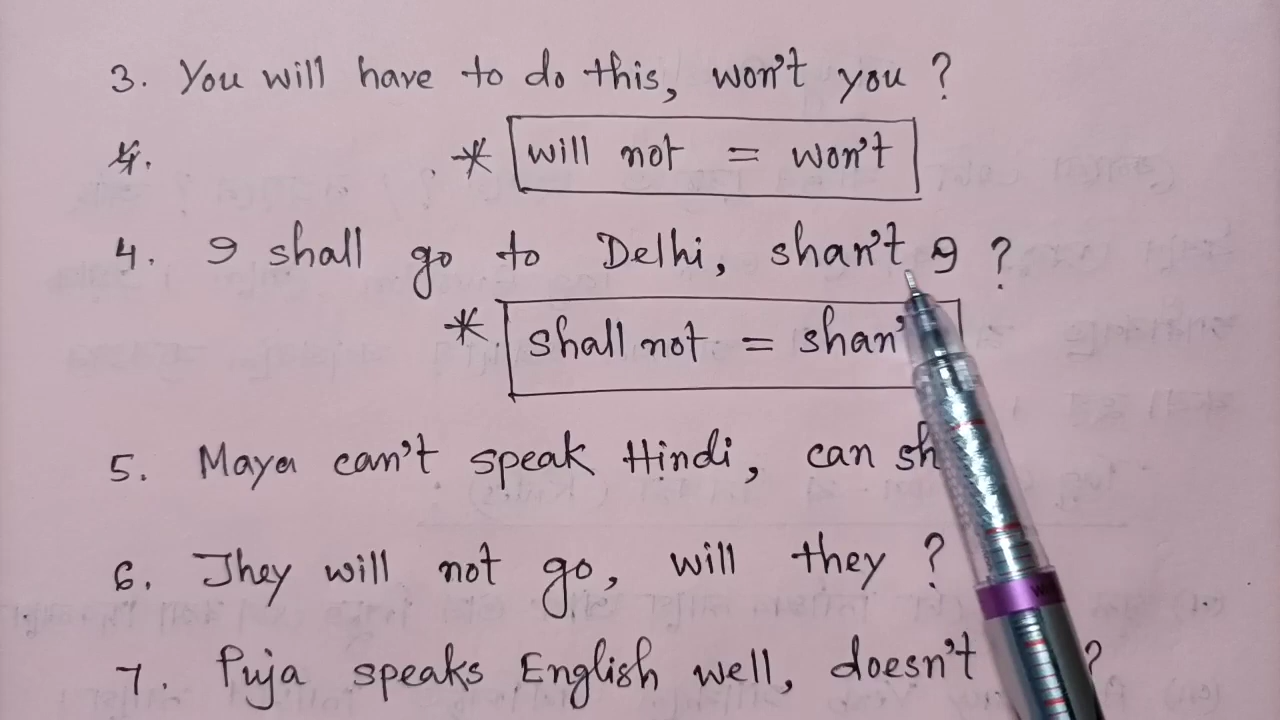 3. You will have to do this, won't you ?
4.
* will not = won't
4. I shall go to Delhi, shan't I ?
* shall not = shan'
5. Maya can't speak Hindi, can sh
6. They will not go, will they ?
7. Puja speaks English well, doesn't ?